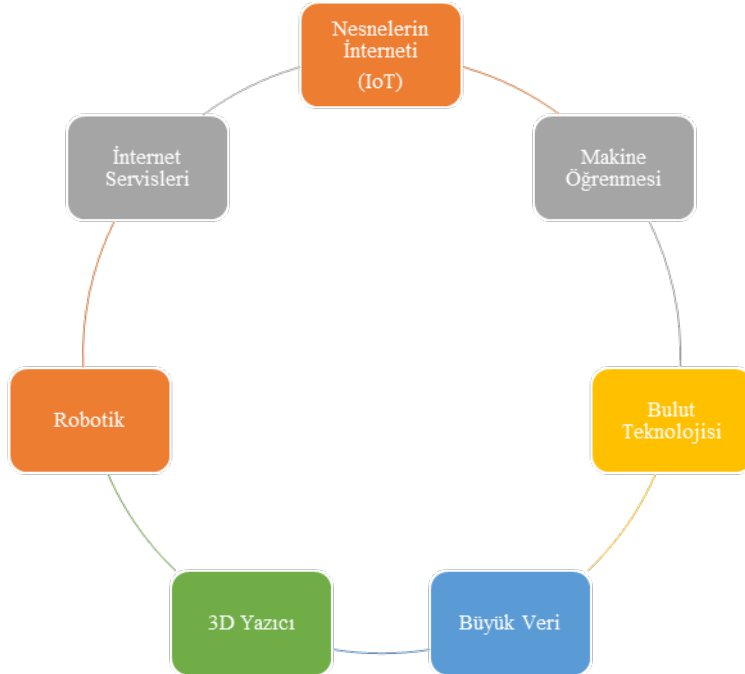 Nesnelerin
İnterneti
(IoT)
Makine
Öğrenmesi
Bulut
Teknolojisi
Büyük Veri
3D Yazıcı
Robotik
İnternet
Servisleri